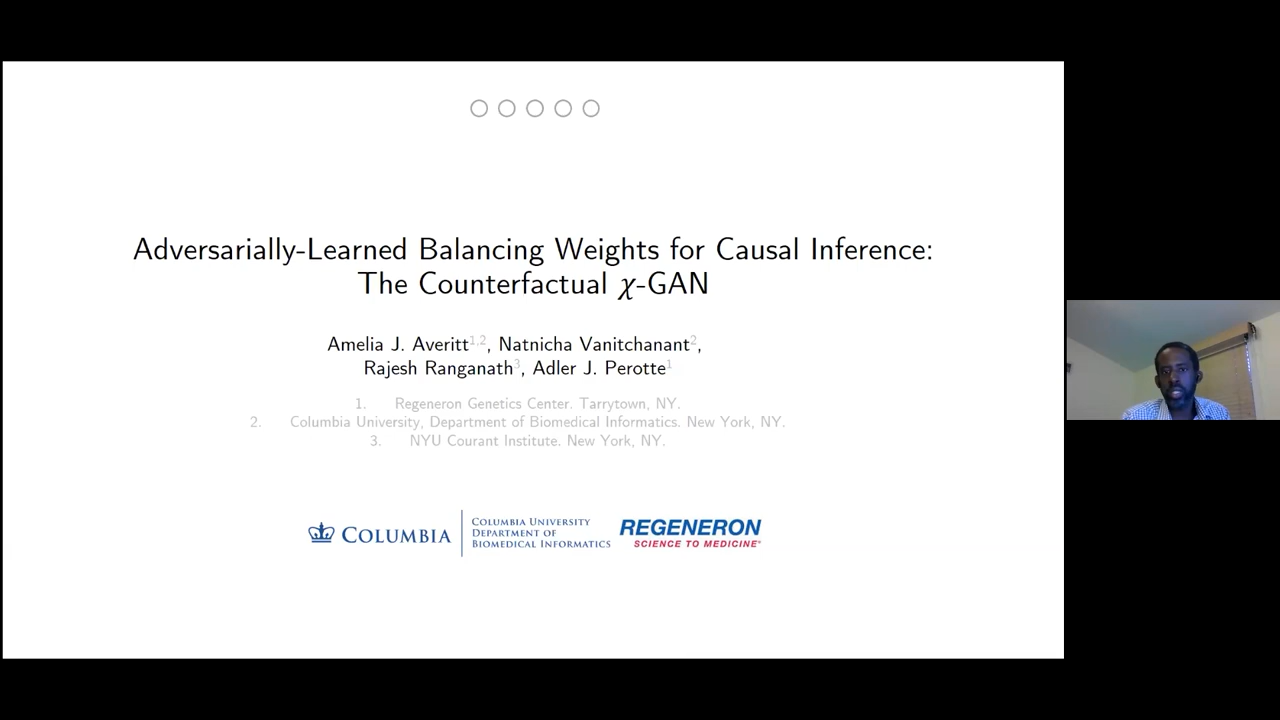 Adversarially-Learned Balancing Weights for Causal Inference:
The Counterfactual χ-GAN
Amelia J. Averitt1,2, Natnicha Vanitchanant2,
Rajesh Ranganath3, Adler J. Perotte1
1. Regeneron Genetics Center. Tarrytown, NY.
2. Columbia University, Department of Biomedical Informatics. New York, NY.
3. NYU Courant Institute. New York, NY.
COLUMBIA
COLUMBIA UNIVERSITY
DEPARTMENT OF
BIOMEDICAL INFORMATICS
REGENERON
SCIENCE TO MEDICINE®